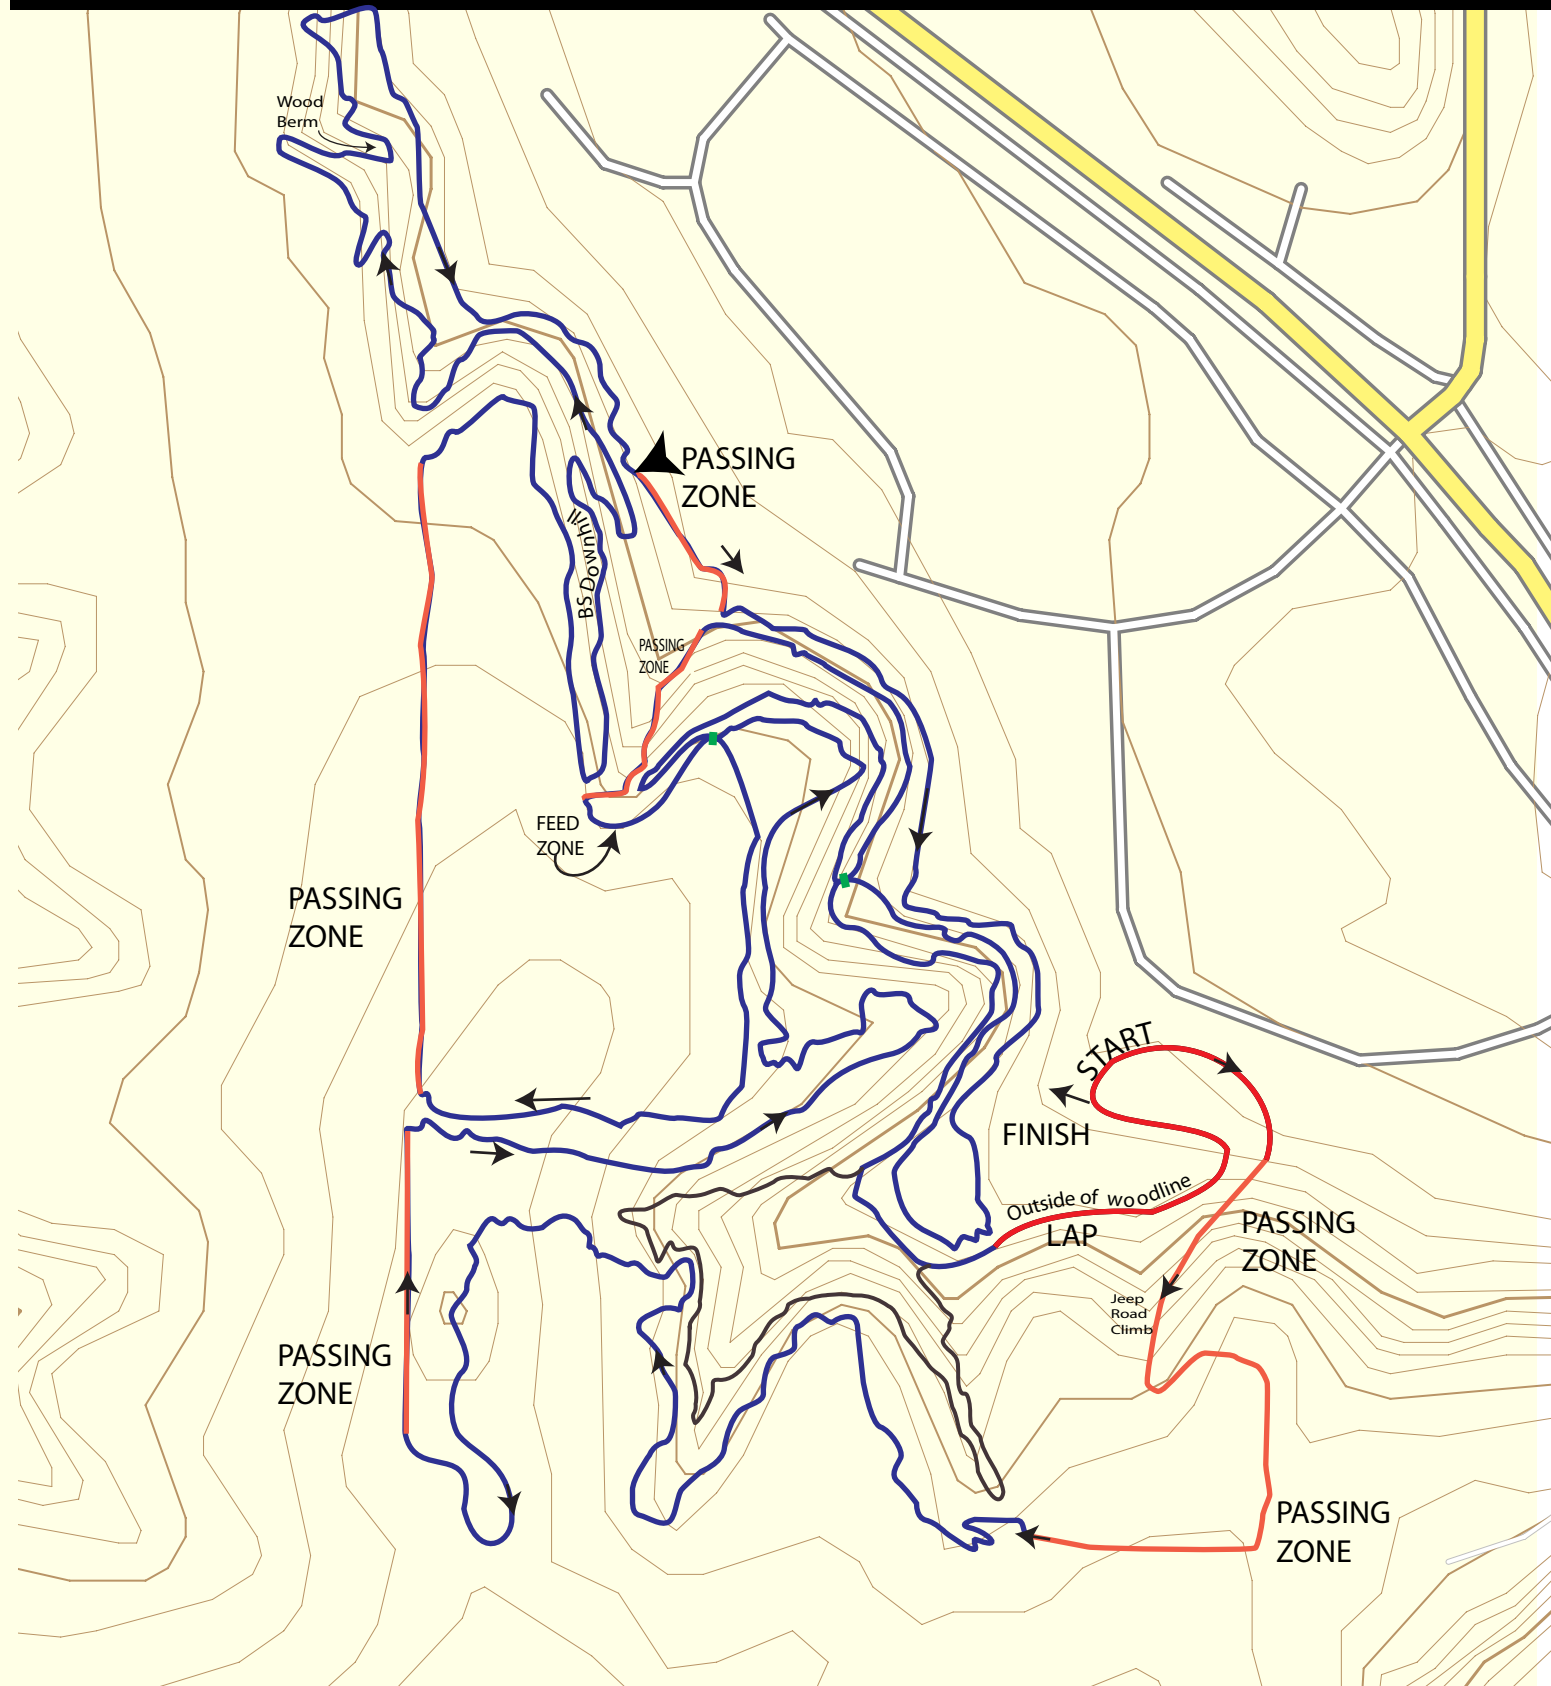 Wood
Berm
PASSING
ZONE
BS Downhill
PASSING
ZONE
FEED
ZONE
PASSING
ZONE
START
FINISH
Outside of woodline
LAP
PASSING
ZONE
Jeep
Road
Climb
PASSING
ZONE
PASSING
ZONE